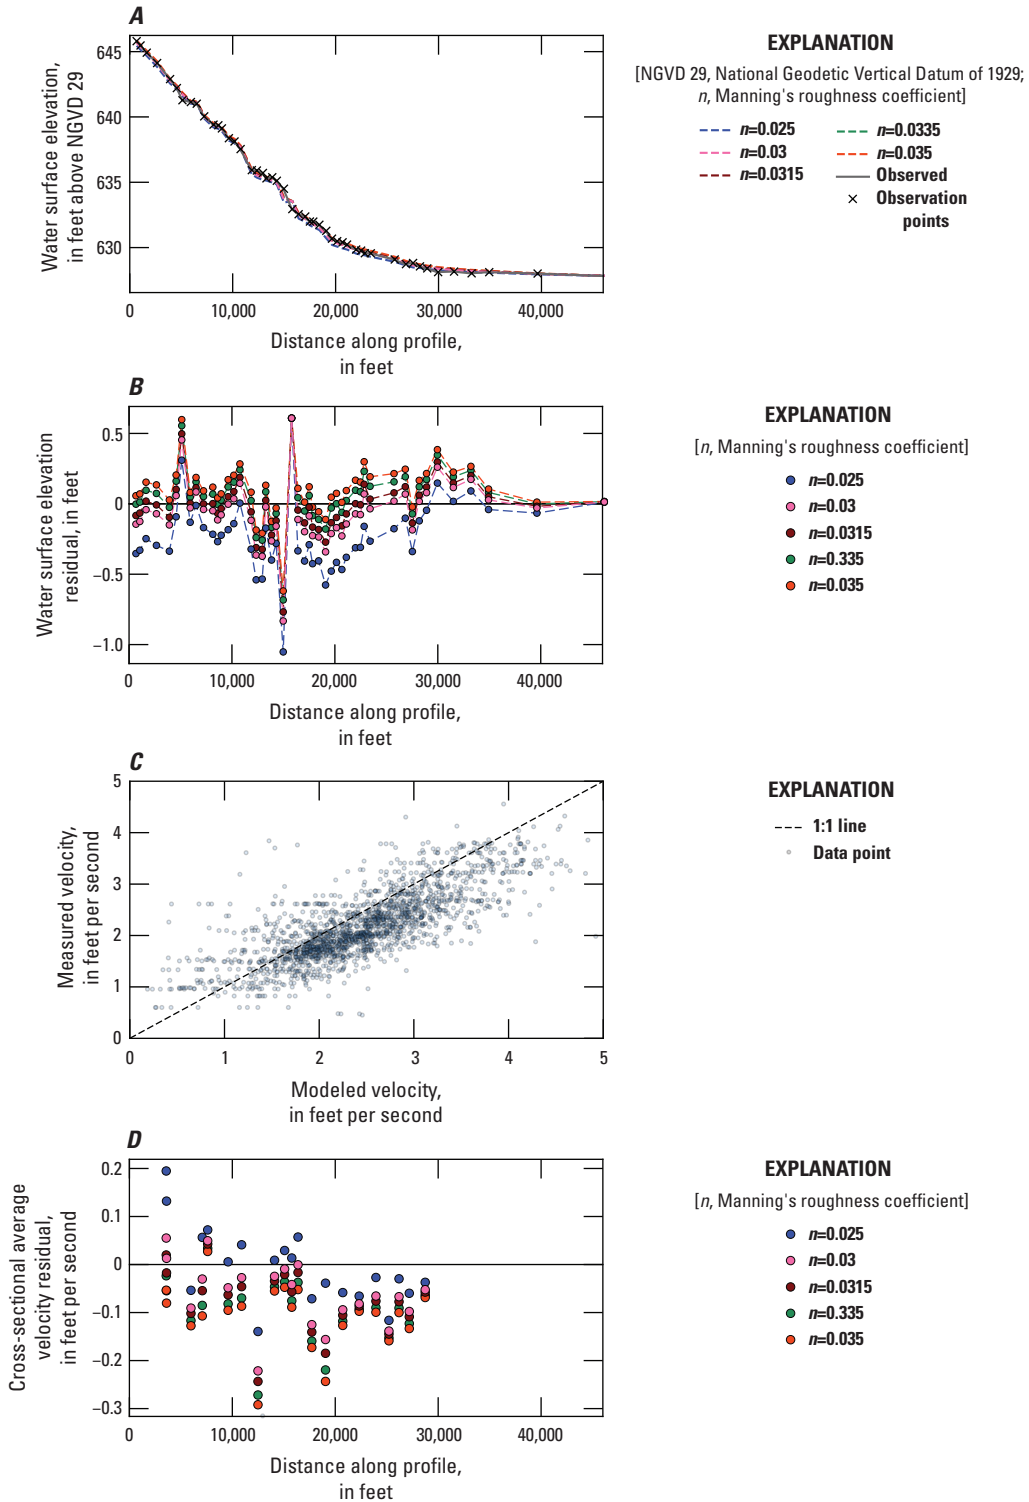 A
645
640
635
630
Water surface elevation,
in feet above NGVD 29
0
10,000
20,000
30,000
40,000
Distance along profile,
in feet
EXPLANATION
[NGVD 29, National Geodetic Vertical Datum of 1929;
n, Manning's roughness coefficient]
n=0.025
n=0.03
n=0.0315
n=0.0335
n=0.035
Observed
Observation
points
B
0.5
0
−0.5
−1.0
Water surface elevation
residual, in feet
0
10,000
20,000
30,000
40,000
Distance along profile,
in feet
EXPLANATION
[n, Manning's roughness coefficient]
n=0.025
n=0.03
n=0.0315
n=0.335
n=0.035
C
5
4
3
2
1
0
Measured velocity,
in feet per second
0
1
2
3
4
5
Modeled velocity,
in feet per second
EXPLANATION
1:1 line
Data point
D
0.2
0.1
0
−0.1
−0.2
−0.3
Cross-sectional average
velocity residual,
in feet per second
0
10,000
20,000
30,000
40,000
Distance along profile,
in feet
EXPLANATION
[n, Manning's roughness coefficient]
n=0.025
n=0.03
n=0.0315
n=0.335
n=0.035